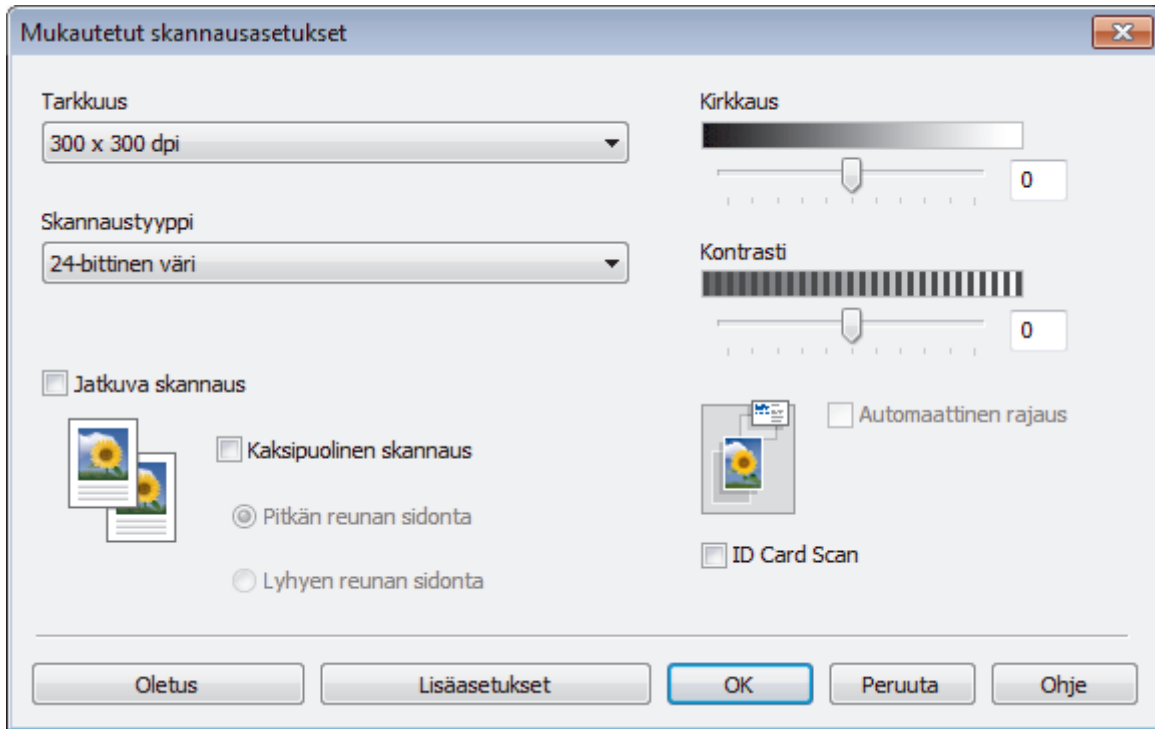 Mukautetut skannausasetukset
Tarkkuus
300 x 300 dpi
Skannaustyyppi
24-bittinen väri
Jatkuva skannaus
Kaksipuolinen skannaus
Pitkän reunan sidonta
Lyhyen reunan sidonta
Kirkkaus
0
Kontrasti
0
Automaattinen rajaus
ID Card Scan
Oletus
Lisäasetukset
OK
Peruuta
Ohje